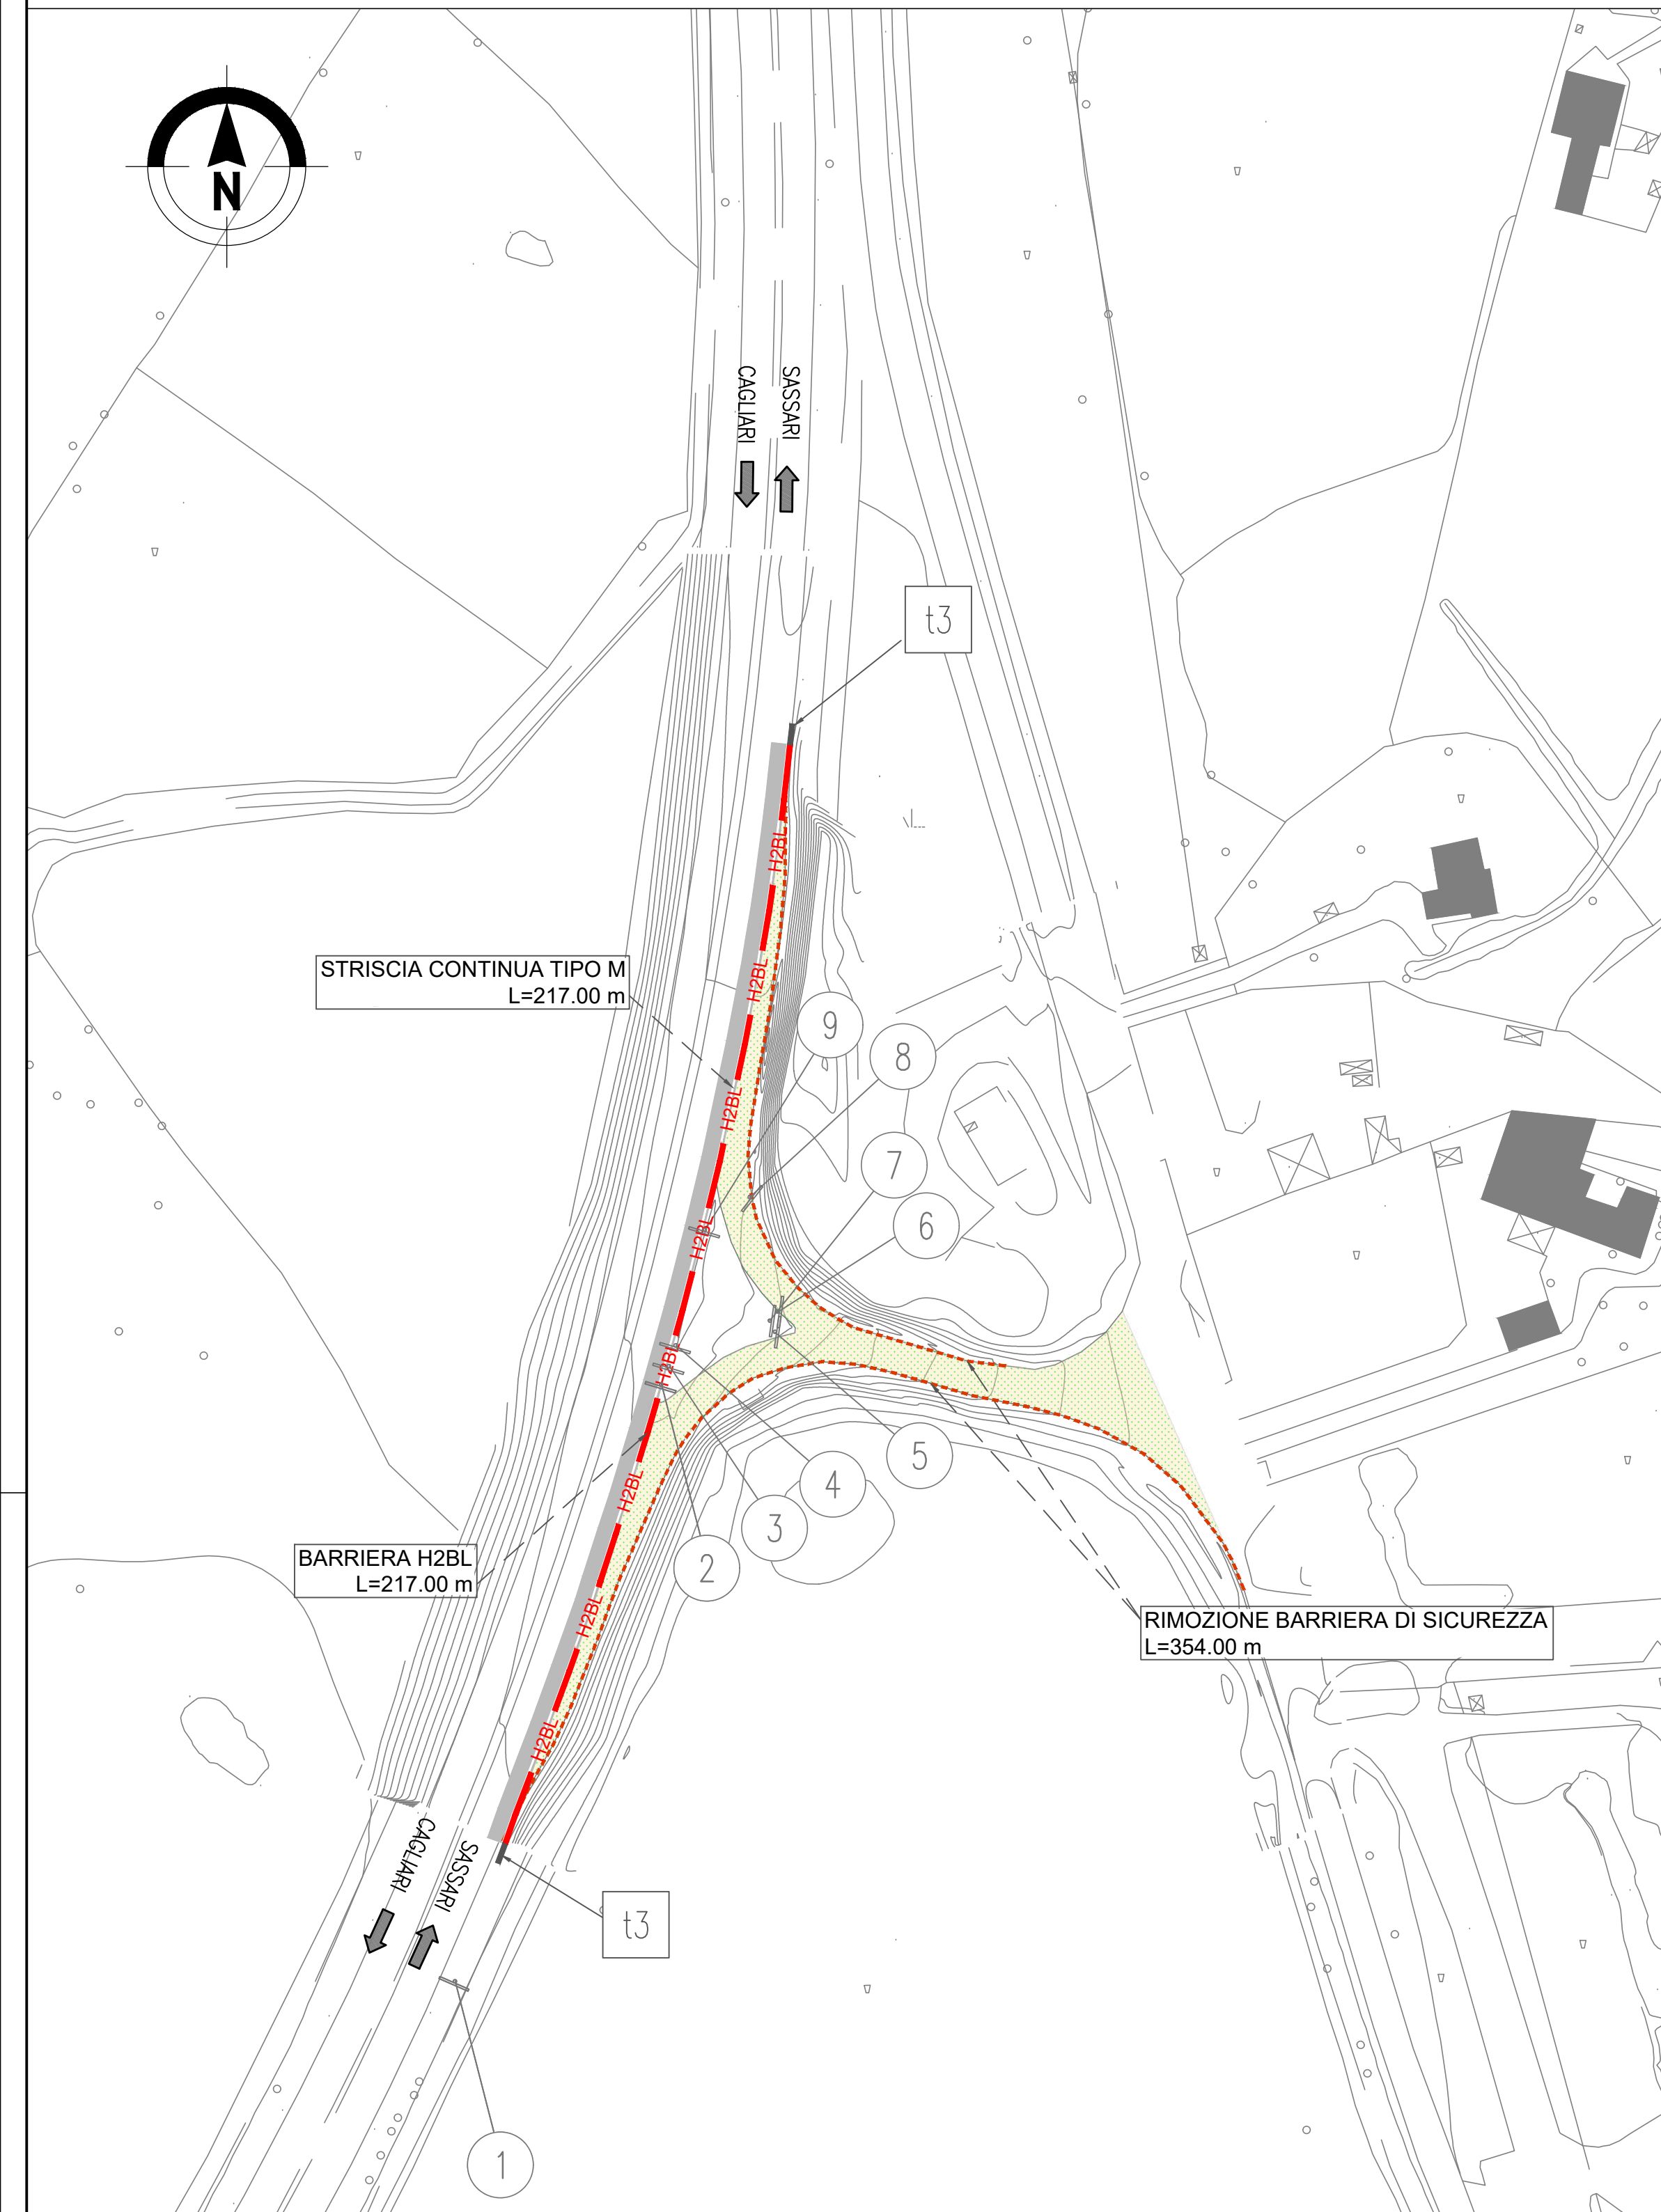 N
CAGLIARI
SASSARI
t3
H2BL
H2BL
STRISCIA CONTINUA TIPO M
L=217.00 m
9
8
H2BL
7
6
H2BL
H2BL
5
4
H2BL
3
2
BARRIERA H2BL
L=217.00 m
H2BL
RIMOZIONE BARRIERA DI SICUREZZA
L=354.00 m
H2BL
CAGLIARI
SASSARI
t3
1